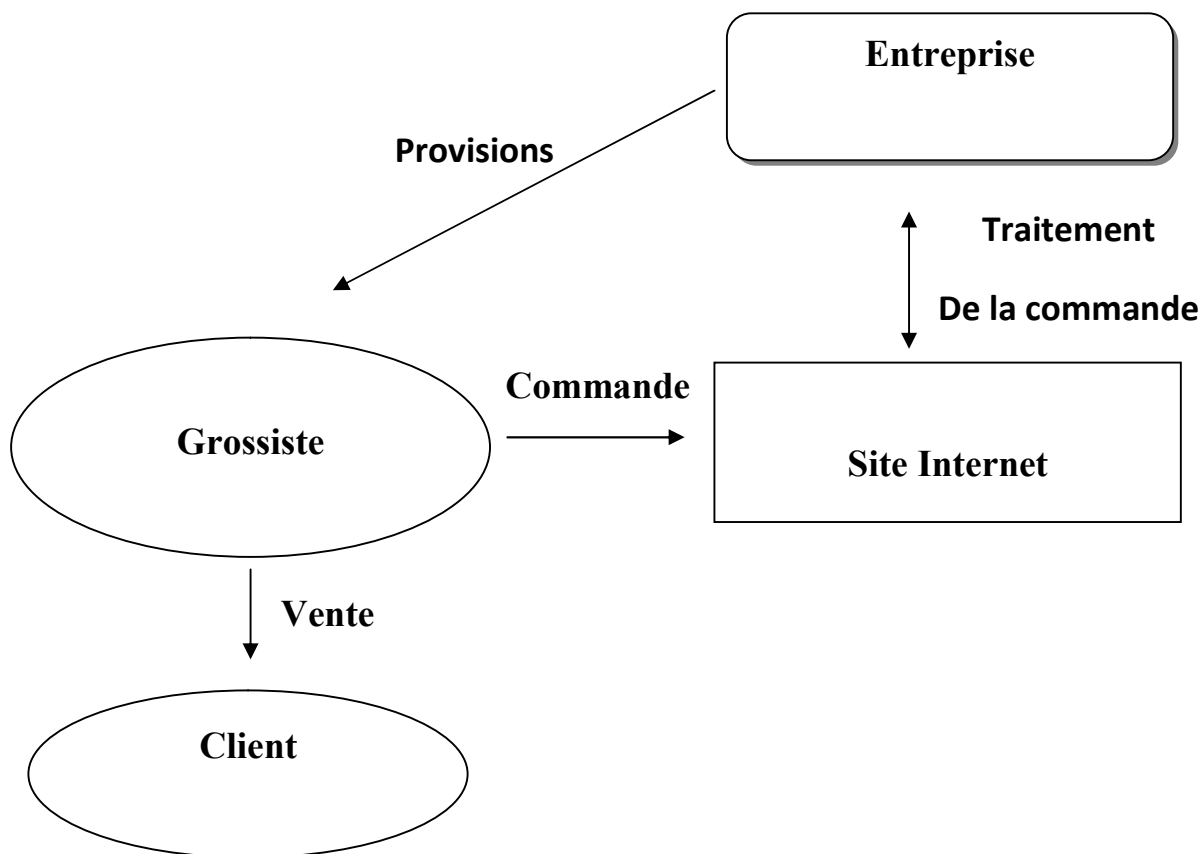 Entreprise
Provisions
Traitement
De la commande
Commande
Grossiste
Site Internet
Vente
Client